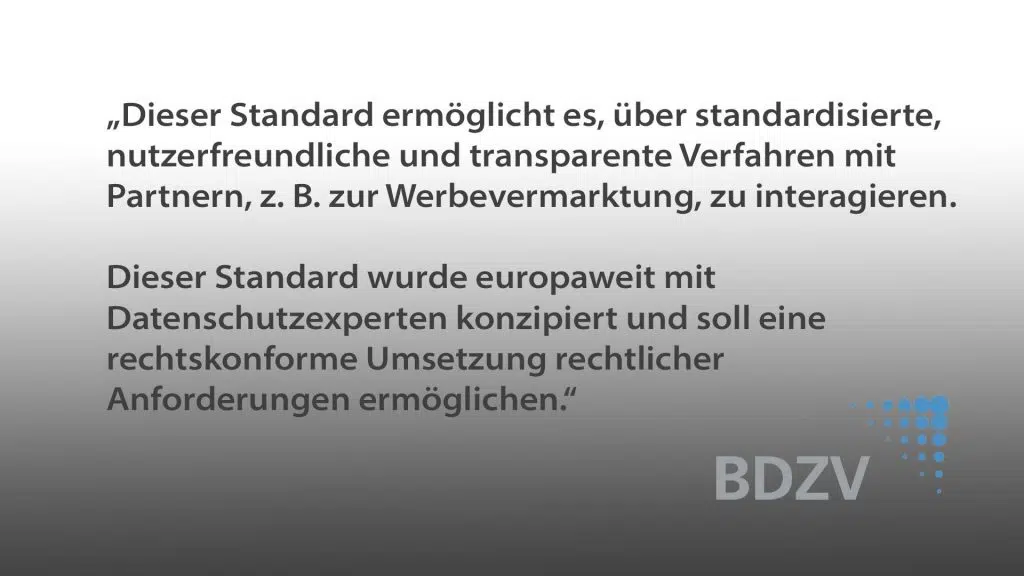 „Dieser Standard ermöglicht es, über standardisierte,
nutzerfreundliche und transparente Verfahren mit
Partnern, z. B. zur Werbevermarktung, zu interagieren.
Dieser Standard wurde europaweit mit
Datenschutzexperten konzipiert und soll eine
rechtskonforme Umsetzung rechtlicher
Anforderungen ermöglichen.“
BDZV